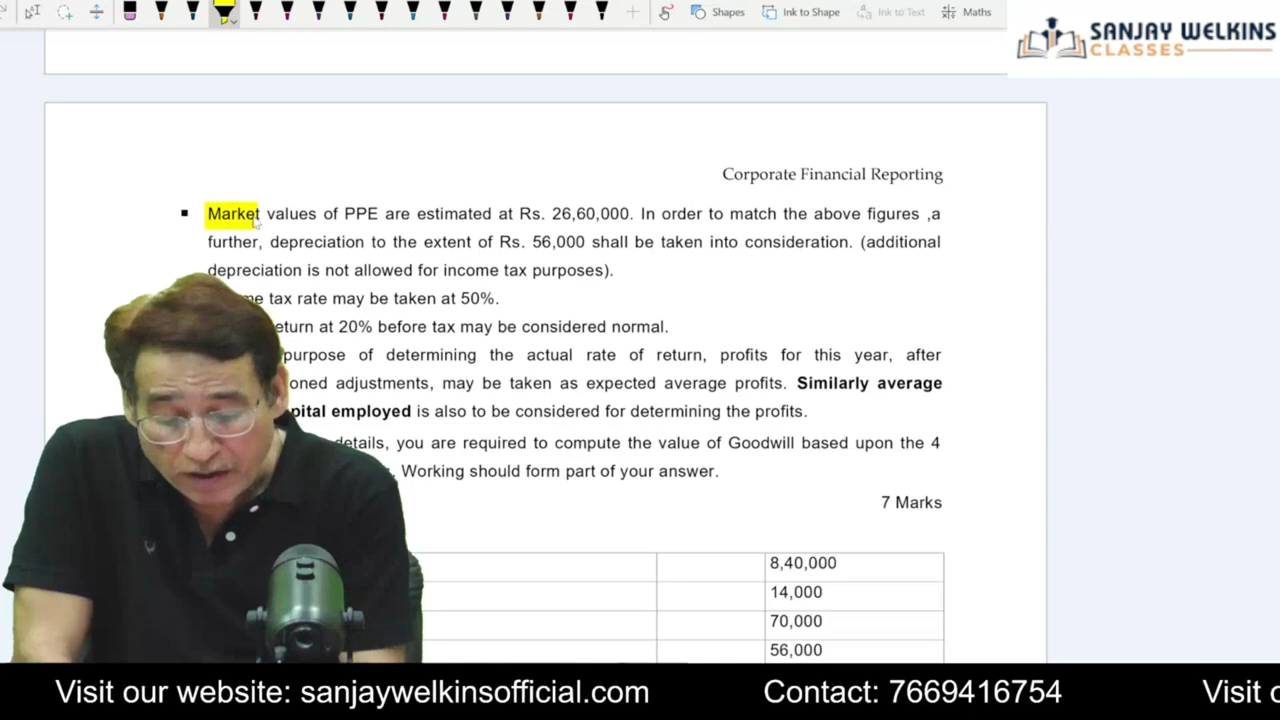 Shapes
Ink to Shape
Ink to Text
Maths
SANJAY WELKINS
CLASSES
Corporate Financial Reporting
Market values of PPE are estimated at Rs. 26,60,000. In order to match the above figures ,a
further, depreciation to the extent of Rs. 56,000 shall be taken into consideration. (additional
depreciation is not allowed for income tax purposes).
tax rate may be taken at 50%.
at 20% before tax may be considered normal.
purpose of determining the actual rate of return, profits for this year, after
adjustments, may be taken as expected average profits. Similarly average
employed is also to be considered for determining the profits.
details, you are required to compute the value of Goodwill based upon the 4
. Working should form part of your answer.
7 Marks
8,40,000
14,000
70,000
56,000
Visit our website: sanjaywelkinsofficial.com Contact: 7669416754 Visit